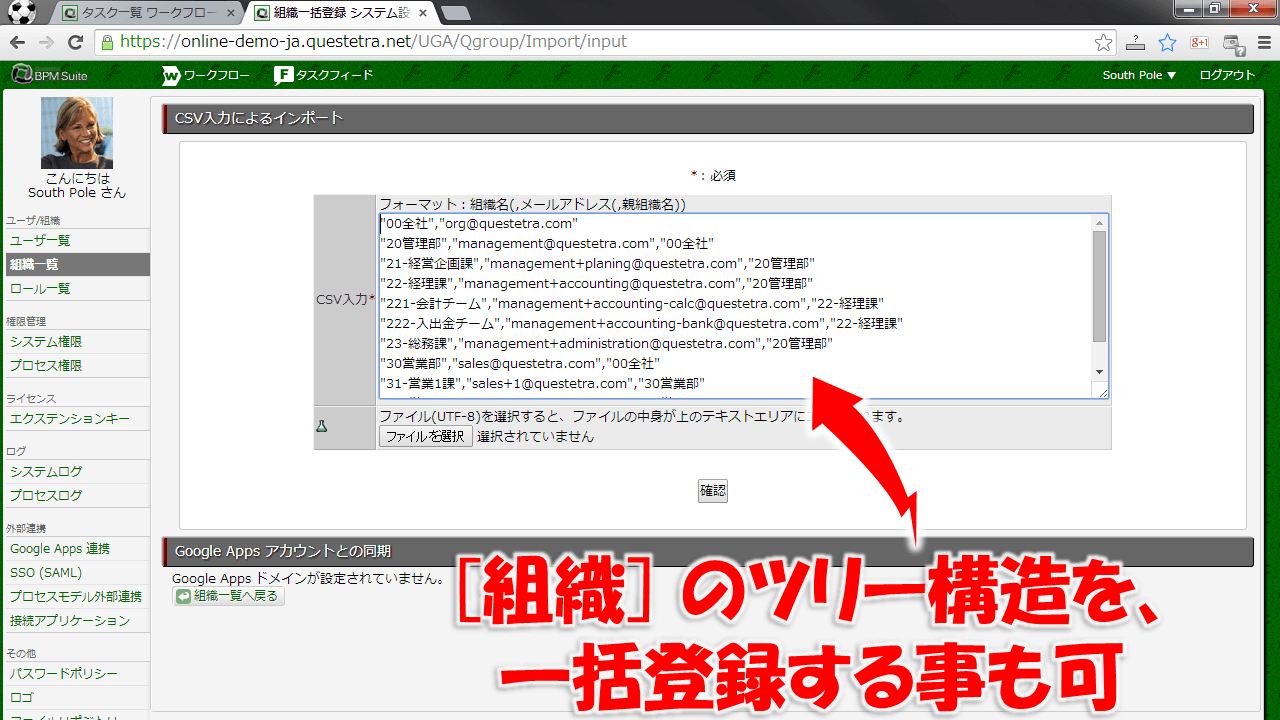 タスク一覧 ワークフロー
組織一括登録 システム設
https://online-demo-ja.questetra.net/UGA/Qgroup/Import/input
BPM Suite
ワークフロー
タスクフィード
South Pole ▼
ログアウト
こんにちは
South Pole さん
ユーザ/組織
ユーザ一覧
組織一覧
ロール一覧
権限管理
システム権限
プロセス権限
ライセンス
エクステンションキー
ログ
システムログ
プロセスログ
外部連携
Google Apps 連携
SSO (SAML)
プロセスモデル外部連携
接続アプリケーション
その他
パスワードポリシー
ロゴ
CSV入力によるインポート
* : 必須
CSV入力*
フォーマット : 組織名(,メールアドレス(,親組織名))
"00全社","org@questetra.com"
"20管理部","management@questetra.com","00全社"
"21-経営企画課","management+planing@questetra.com","20管理部"
"22-経理課","management+accounting@questetra.com","20管理部"
"221-会計チーム","management+accounting-calc@questetra.com","22-経理課"
"222-入出金チーム","management+accounting-bank@questetra.com","22-経理課"
"23-総務課","management+administration@questetra.com","20管理部"
"30営業部","sales@questetra.com","00全社"
"31-営業1課","sales+1@questetra.com","30営業部"
ファイル(UTF-8)を選択すると、ファイルの中身が上のテキストエリアに ます。
ファイルを選択 選択されていません
確認
Google Apps アカウントとの同期
Google Apps ドメインが設定されていません。
組織一覧へ戻る
[組織] のツリー構造を、
一括登録する事も可